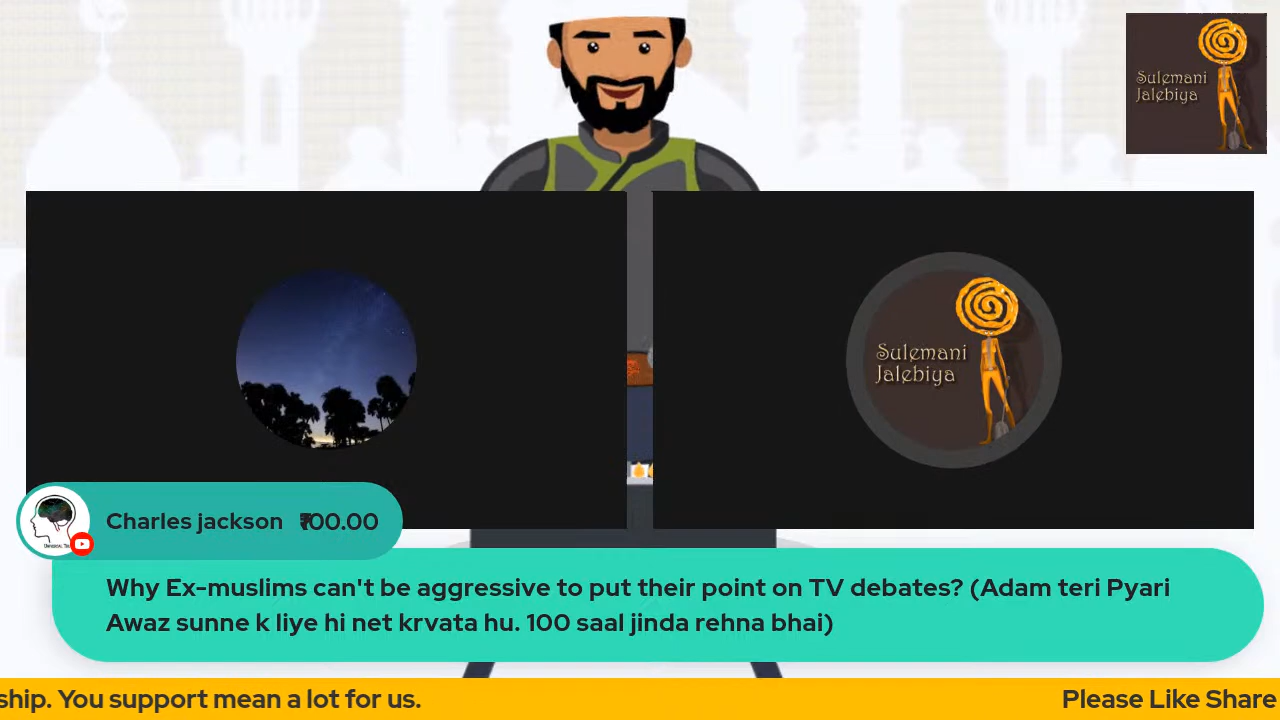 Sulemani
Jalebiya
Sulemani
Jalebiya
Charles jackson ₹100.00
Why Ex-muslims can't be aggressive to put their point on TV debates? (Adam teri Pyari
Awaz sunne k liye hi net krvata hu. 100 saal jinda rehna bhai)
ship. You support mean a lot for us. Please Like Share